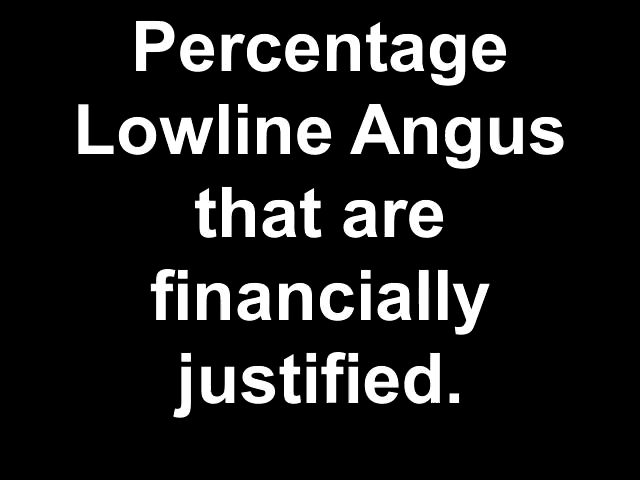 Percentage
Lowline Angus
that are
financially
justified.